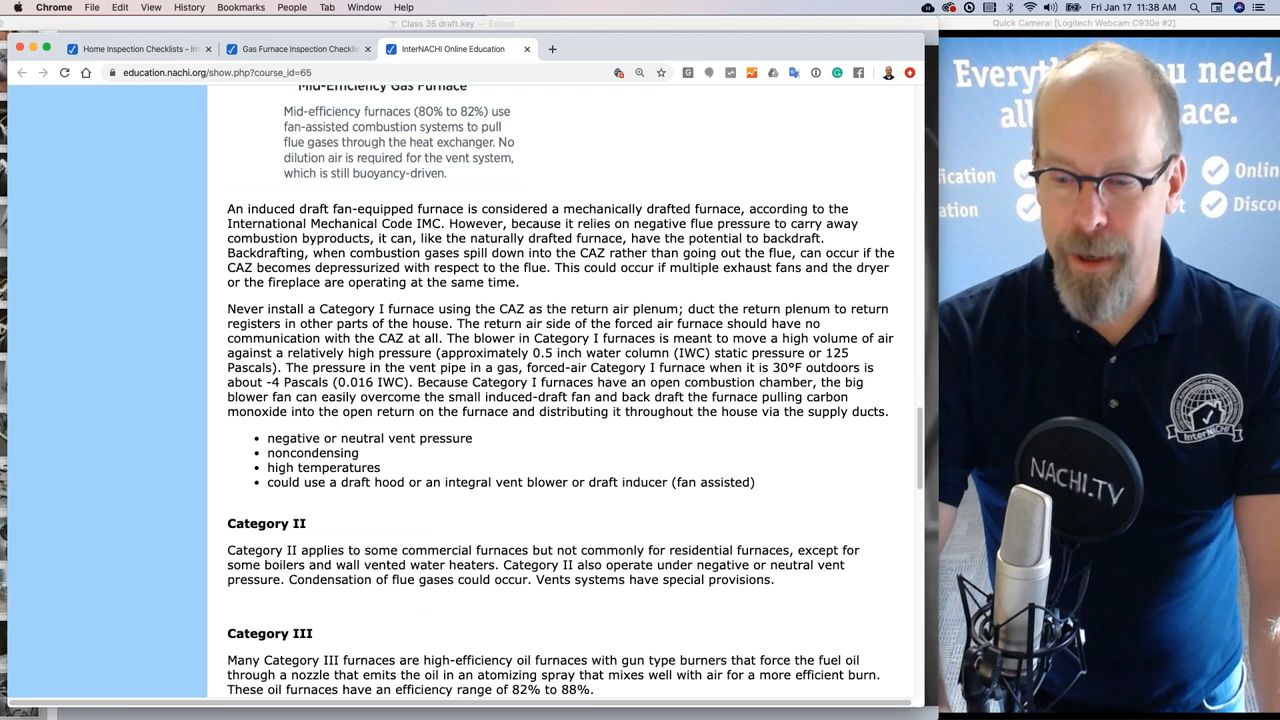 Chrome File Edit View History Bookmarks People Tab Window Help
Fri Jan 17 11:38 AM
Class 35 draft.key — Edited
Quick Camera: [Logitech Webcam C930e #2]
Home Inspection Checklists - In
Gas Furnace Inspection Checkli
InterNACHI Online Education
education.nachi.org/show.php?course_id=65
Mid-Efficiency Gas Furnace
Mid-efficiency furnaces (80% to 82%) use
fan-assisted combustion systems to pull
flue gases through the heat exchanger. No
dilution air is required for the vent system,
which is still buoyancy-driven.
An induced draft fan-equipped furnace is considered a mechanically drafted furnace, according to the
International Mechanical Code IMC. However, because it relies on negative flue pressure to carry away
combustion byproducts, it can, like the naturally drafted furnace, have the potential to backdraft.
Backdrafting, when combustion gases spill down into the CAZ rather than going out the flue, can occur if the
CAZ becomes depressurized with respect to the flue. This could occur if multiple exhaust fans and the dryer
or the fireplace are operating at the same time.
Never install a Category I furnace using the CAZ as the return air plenum; duct the return plenum to return
registers in other parts of the house. The return air side of the forced air furnace should have no
communication with the CAZ at all. The blower in Category I furnaces is meant to move a high volume of air
against a relatively high pressure (approximately 0.5 inch water column (IWC) static pressure or 125
Pascals). The pressure in the vent pipe in a gas, forced-air Category I furnace when it is 30°F outdoors is
about -4 Pascals (0.016 IWC). Because Category I furnaces have an open combustion chamber, the big
blower fan can easily overcome the small induced-draft fan and back draft the furnace pulling carbon
monoxide into the open return on the furnace and distributing it throughout the house via the supply ducts.
• negative or neutral vent pressure
• noncondensing
• high temperatures
• could use a draft hood or an integral vent blower or draft inducer (fan assisted)
Category II
Category II applies to some commercial furnaces but not commonly for residential furnaces, except for
some boilers and wall vented water heaters. Category II also operate under negative or neutral vent
pressure. Condensation of flue gases could occur. Vents systems have special provisions.
Category III
Many Category III furnaces are high-efficiency oil furnaces with gun type burners that force the fuel oil
through a nozzle that emits the oil in an atomizing spray that mixes well with air for a more efficient burn.
These oil furnaces have an efficiency range of 82% to 88%.
Every u need,
all ace.
fication
Onlin
ation
Disco
InterNACHI
NACHI.TV